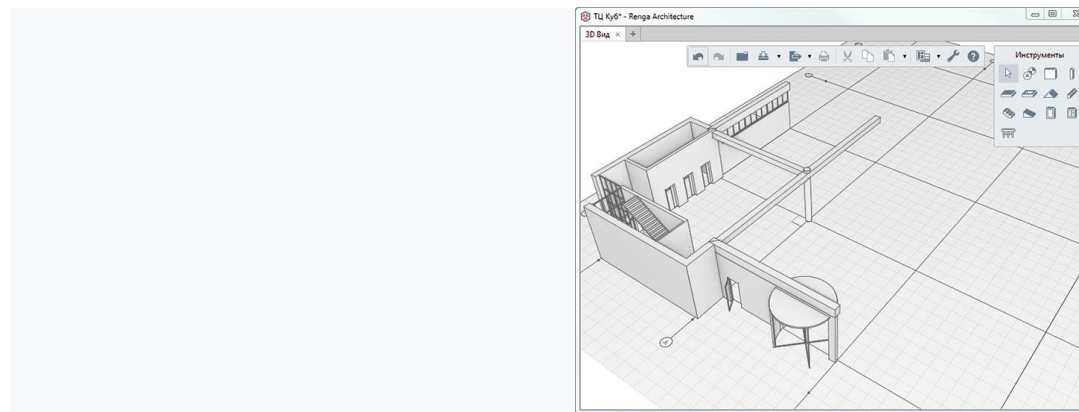 ТЦ Куб* - Renga Architecture
3D Вид × +
Инструменты